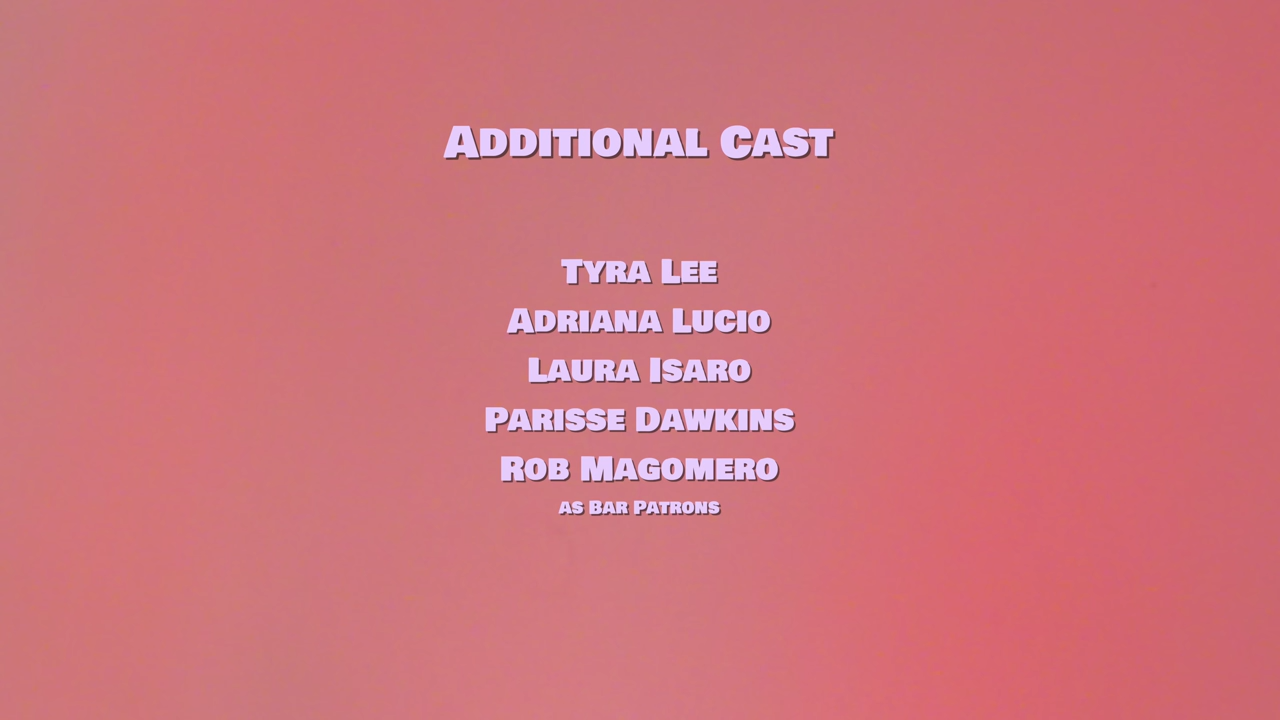 Additional Cast
Tyra Lee
Adriana Lucio
Laura Isaro
Parisse Dawkins
Rob Magomero
as Bar Patrons